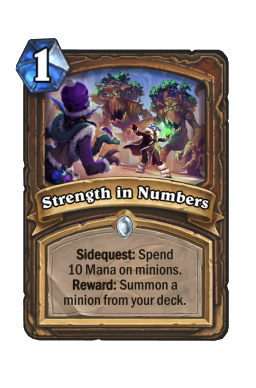 1
Strength in Numbers
Sidequest: Spend
10 Mana on minions.
Reward: Summon a
minion from your deck.